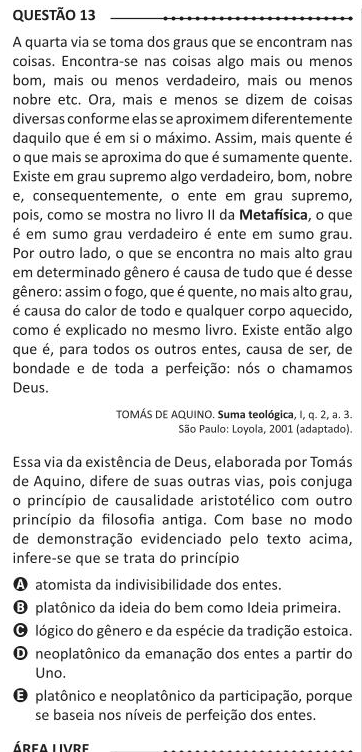 QUESTÃO 13
A quarta via se toma dos graus que se encontram nas
coisas. Encontra-se nas coisas algo mais ou menos
bom, mais ou menos verdadeiro, mais ou menos
nobre etc. Ora, mais e menos se dizem de coisas
diversas conforme elas se aproximem diferentemente
daquilo que é em si o máximo. Assim, mais quente é
o que mais se aproxima do que é sumamente quente.
Existe em grau supremo algo verdadeiro, bom, nobre
e, consequentemente, o ente em grau supremo,
pois, como se mostra no livro II da Metafísica, o que
é em sumo grau verdadeiro é ente em sumo grau.
Por outro lado, o que se encontra no mais alto grau
em determinado gênero é causa de tudo que é desse
gênero: assim o fogo, que é quente, no mais alto grau,
é causa do calor de todo e qualquer corpo aquecido,
como é explicado no mesmo livro. Existe então algo
que é, para todos os outros entes, causa de ser, de
bondade e de toda a perfeição: nós o chamamos
Deus.
TOMÁS DE AQUINO. Suma teológica, I, q. 2, a. 3.
São Paulo: Loyola, 2001 (adaptado).
Essa via da existência de Deus, elaborada por Tomás
de Aquino, difere de suas outras vias, pois conjuga
o princípio de causalidade aristotélico com outro
princípio da filosofia antiga. Com base no modo
de demonstração evidenciado pelo texto acima,
infere-se que se trata do princípio
A atomista da indivisibilidade dos entes.
B platônico da ideia do bem como Ideia primeira.
C lógico do gênero e da espécie da tradição estoica.
D neoplatônico da emanação dos entes a partir do
Uno.
E platônico e neoplatônico da participação, porque
se baseia nos níveis de perfeição dos entes.
ÁREA LIVRE